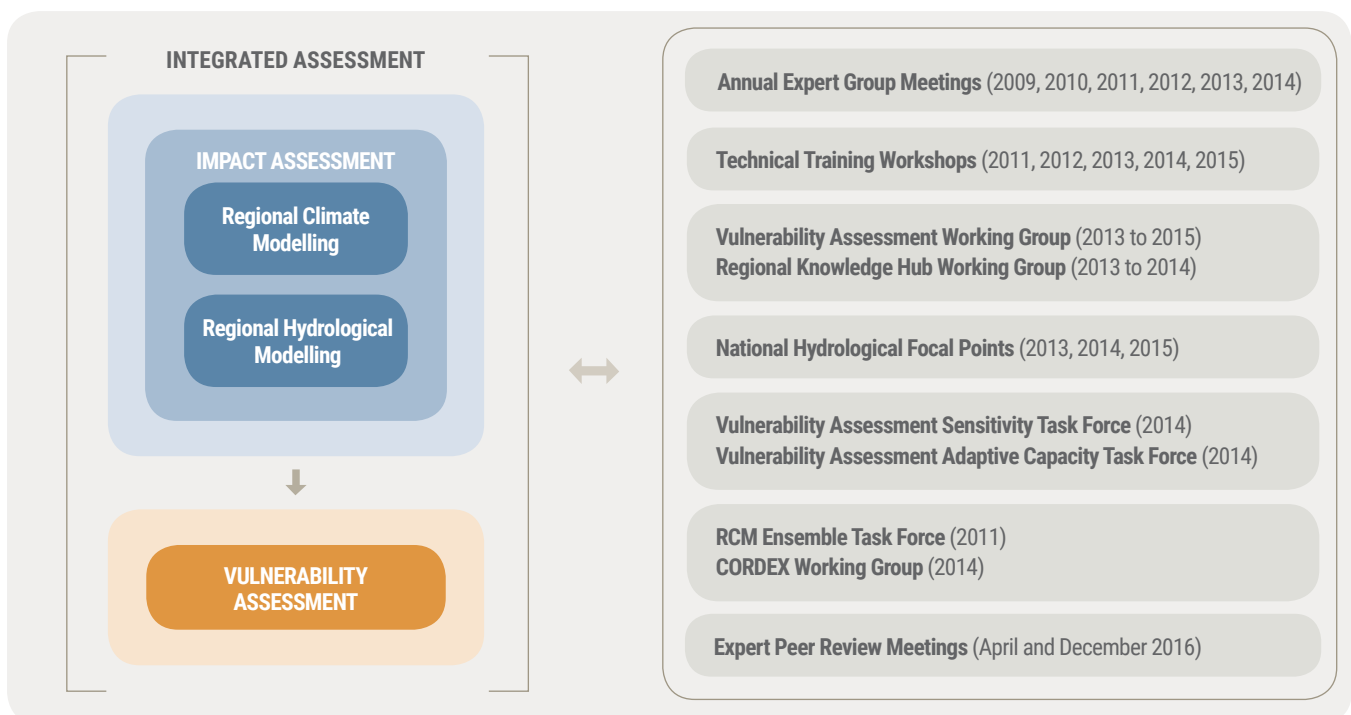 INTEGRATED ASSESSMENT
IMPACT ASSESSMENT
Regional Climate
Modelling
Regional Hydrological
Modelling
VULNERABILITY
ASSESSMENT
Annual Expert Group Meetings (2009, 2010, 2011, 2012, 2013, 2014)
Technical Training Workshops (2011, 2012, 2013, 2014, 2015)
Vulnerability Assessment Working Group (2013 to 2015)
Regional Knowledge Hub Working Group (2013 to 2014)
National Hydrological Focal Points (2013, 2014, 2015)
Vulnerability Assessment Sensitivity Task Force (2014)
Vulnerability Assessment Adaptive Capacity Task Force (2014)
RCM Ensemble Task Force (2011)
CORDEX Working Group (2014)
Expert Peer Review Meetings (April and December 2016)